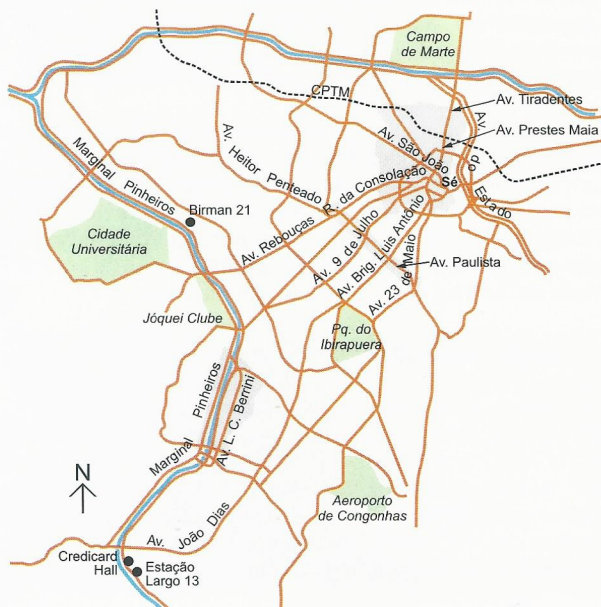 Campo
de Marte
CPTM
Av. Tiradentes
Av. Prestes Maia
Av. do Estado
Av. São João
Sé
Av. Heitor Penteado
R. da Consolação
Marginal Pinheiros
Birman 21
Cidade
Universitária
Av. Rebouças
Av. 9 de Julho
Av. Brig. Luis Antônio
Av. 23 de Maio
Av. Paulista
Jóquei Clube
Pq. do
Ibirapuera
Marginal Pinheiros
Av. L. C. Berrini
N
Aeroporto
de Congonhas
Av. João Dias
Credicard
Hall
Estação
Largo 13